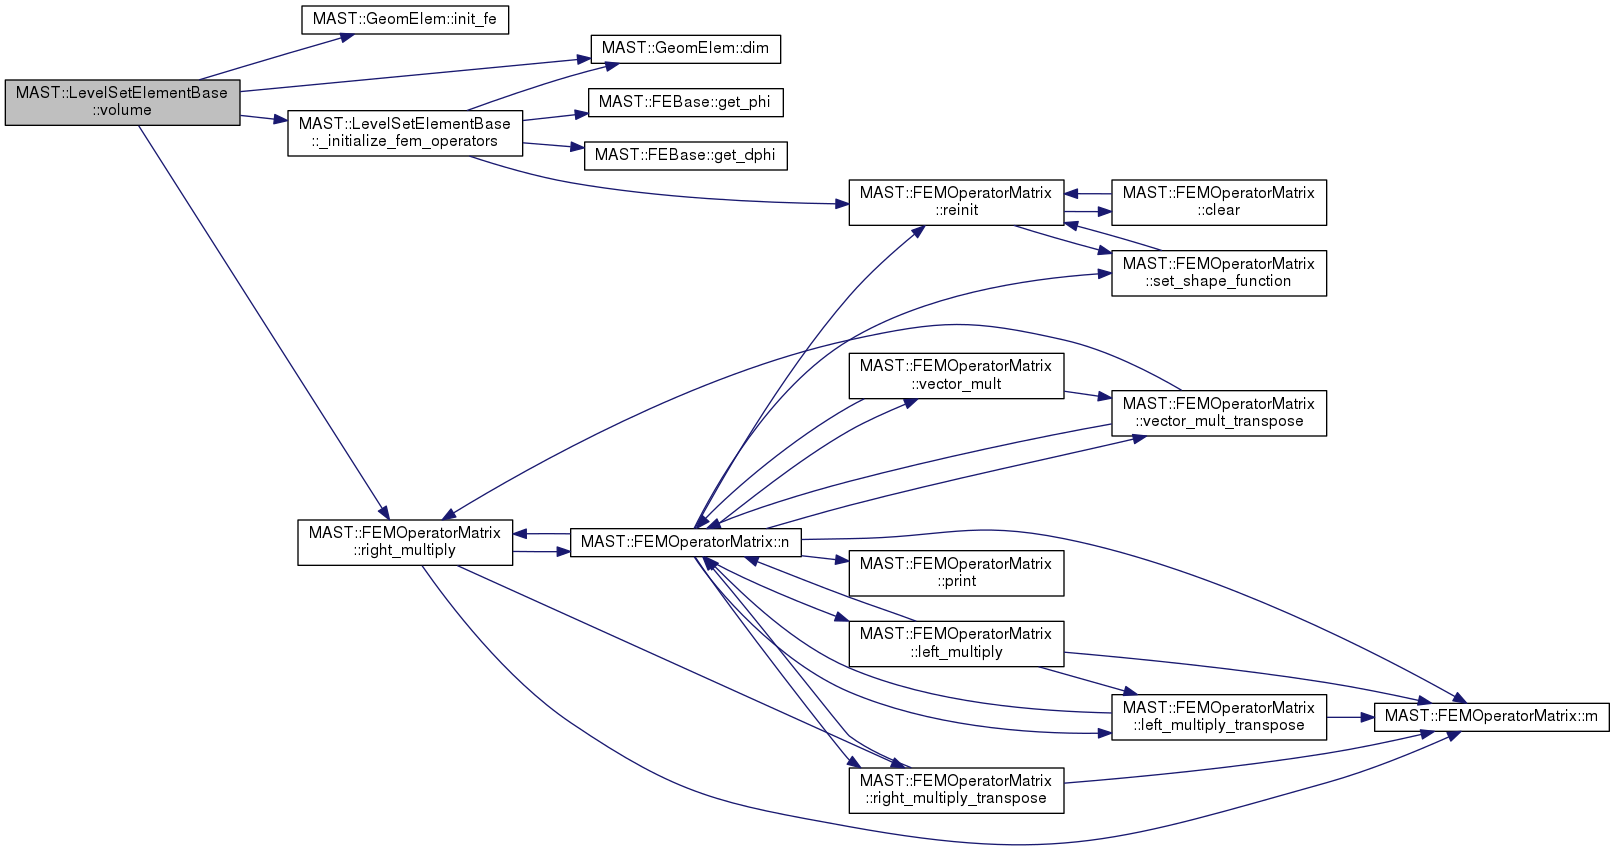 MAST::GeomElem::init_fe
MAST::GeomElem::dim
MAST::LevelSetElementBase
::volume
MAST::FEBase::get_phi
MAST::LevelSetElementBase
::_initialize_fem_operators
MAST::FEBase::get_dphi
MAST::FEMOperatorMatrix
::reinit
MAST::FEMOperatorMatrix
::clear
MAST::FEMOperatorMatrix
::set_shape_function
MAST::FEMOperatorMatrix
::vector_mult
MAST::FEMOperatorMatrix
::vector_mult_transpose
MAST::FEMOperatorMatrix
::right_multiply
MAST::FEMOperatorMatrix::n
MAST::FEMOperatorMatrix
::print
MAST::FEMOperatorMatrix
::left_multiply
MAST::FEMOperatorMatrix
::left_multiply_transpose
MAST::FEMOperatorMatrix::m
MAST::FEMOperatorMatrix
::right_multiply_transpose